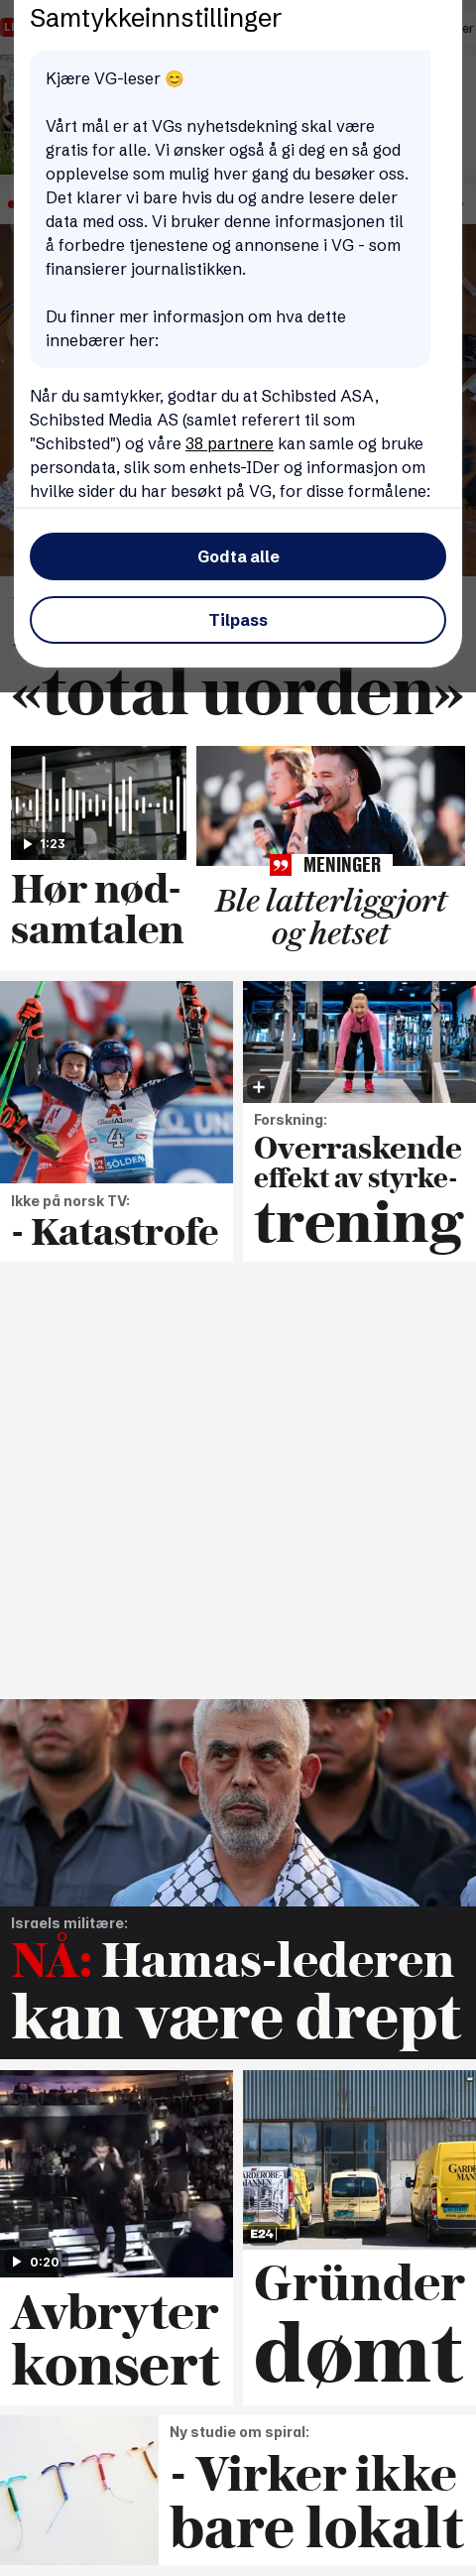 Samtykkeinnstillinger
Kjære VG-leser 😊
Vårt mål er at VGs nyhetsdekning skal være
gratis for alle. Vi ønsker også å gi deg en så god
opplevelse som mulig hver gang du besøker oss.
Det klarer vi bare hvis du og andre lesere deler
data med oss. Vi bruker denne informasjonen til
å forbedre tjenestene og annonsene i VG - som
finansierer journalistikken.
Du finner mer informasjon om hva dette
innebærer her:
Når du samtykker, godtar du at Schibsted ASA,
Schibsted Media AS (samlet referert til som
"Schibsted") og våre 38 partnere kan samle og bruke
persondata, slik som enhets-IDer og informasjon om
hvilke sider du har besøkt på VG, for disse formålene:
Godta alle
Tilpass
«total uorden»
1:23
Hør nød-
samtalen
MENINGER
Ble latterliggjort
og hetset
4
SÖLDEN
Ikke på norsk TV:
- Katastrofe
Forskning:
Overraskende
effekt av styrke-
trening
Israels militære:
NÅ: Hamas-lederen
kan være drept
0:20
Avbryter
konsert
E24
Gründer
dømt
Ny studie om spiral:
- Virker ikke
bare lokalt